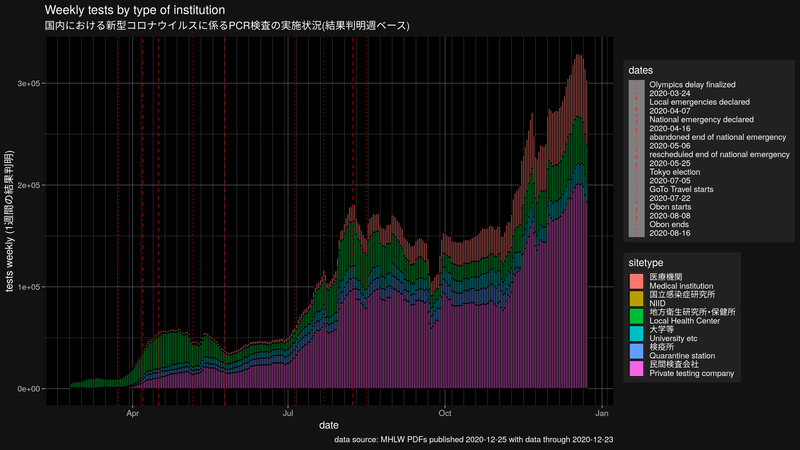 Weekly tests by type of institution
国内における新型コロナウイルスに係るPCR検査の実施状況(結果判明週ベース)
tests weekly (1週間の結果判明)
3e+05
2e+05
1e+05
0e+00
Apr
Jul
Oct
Jan
date
data source: MHLW PDFs published 2020-12-25 with data through 2020-12-23
dates
Olympics delay finalized
2020-03-24
Local emergencies declared
2020-04-07
National emergency declared
2020-04-16
abandoned end of national emergency
2020-05-06
rescheduled end of national emergency
2020-05-25
Tokyo election
2020-07-05
GoTo Travel starts
2020-07-22
Obon starts
2020-08-08
Obon ends
2020-08-16
sitetype
医療機関
Medical institution
国立感染症研究所
NIID
地方衛生研究所・保健所
Local Health Center
大学等
University etc
検疫所
Quarantine station
民間検査会社
Private testing company